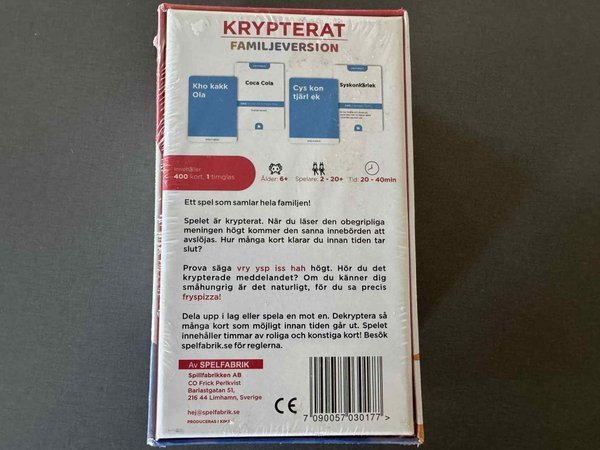 KRYPTERAT
FAMILJEVERSION
Kho kakk
Ola
Coca Cola
Cys kon
tjärl ek
SyskonKärlek
innehåller
400 kort, 1 timglas
Ålder: 6+
Spelare: 2 - 20+
Tid: 20 - 40min
Ett spel som samlar hela familjen!
Spelet är krypterat. När du läser den obegripliga
meningen högt kommer den sanna innebörden att
avslöjas. Hur många kort klarar du innan tiden tar
slut?
Prova säga vry ysp iss hah högt. Hör du det
krypterade meddelandet? Om du känner dig
småhungrig är det naturligt, för du sa precis
fryspizza!
Dela upp i lag eller spela en mot en. Dekryptera så
många kort som möjligt innan tiden går ut. Spelet
innehåller timmar av roliga och konstiga kort! Besök
spelfabrik.se för reglerna.
Av SPELFABRIK
Spillfabrikken AB
CO Frick Perlkvist
Barlastgatan 51,
216 44 Limhamn, Sverige
hej@spelfabrik.se
PRODUCERAS I
CE
7 090057 030177 >